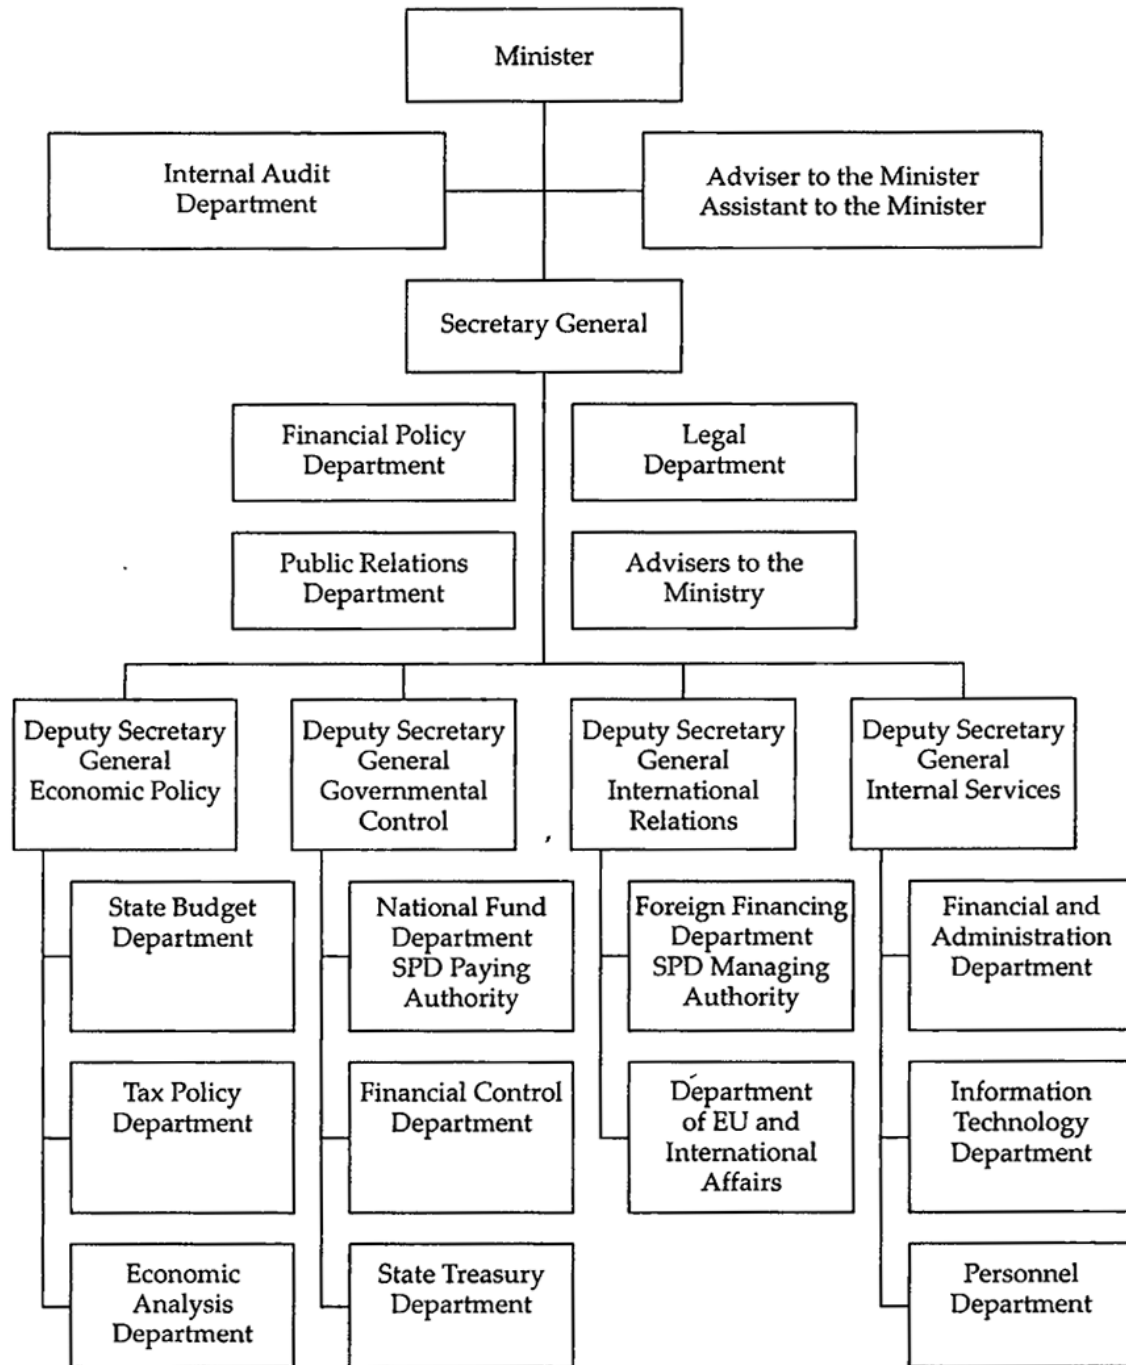 Minister
Internal Audit
Department
Adviser to the Minister
Assistant to the Minister
Secretary General
Financial Policy
Department
Legal
Department
Public Relations
Department
Advisers to the
Ministry
Deputy Secretary
General
Economic Policy
Deputy Secretary
General
Governmental
Control
Deputy Secretary
General
International
Relations
Deputy Secretary
General
Internal Services
State Budget
Department
National Fund
Department
SPD Paying
Authority
Foreign Financing
Department
SPD Managing
Authority
Financial and
Administration
Department
Tax Policy
Department
Financial Control
Department
Department
of EU and
International
Affairs
Information
Technology
Department
Economic
Analysis
Department
State Treasury
Department
Personnel
Department